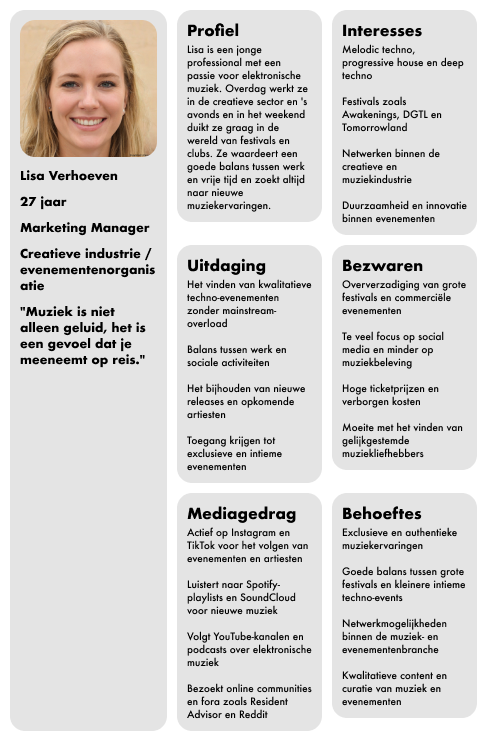 Lisa Verhoeven
27 jaar
Marketing Manager
Creatieve industrie /
evenementenorganis
atie
"Muziek is niet
alleen geluid, het is
een gevoel dat je
meeneemt op reis."
Profiel
Lisa is een jonge
professional met een
passie voor elektronische
muziek. Overdag werkt ze
in de creatieve sector en 's
avonds en in het weekend
duikt ze graag in de
wereld van festivals en
clubs. Ze waardeert een
goede balans tussen werk
en vrije tijd en zoekt altijd
naar nieuwe
muziekervaringen.
Interesses
Melodic techno,
progressive house en deep
techno
Festivals zoals
Awakenings, DGTL en
Tomorrowland
Netwerken binnen de
creatieve en
muziekindustrie
Duurzaamheid en innovatie
binnen evenementen
Uitdaging
Het vinden van kwalitatieve
techno-evenementen
zonder mainstream-
overload
Balans tussen werk en
sociale activiteiten
Het bijhouden van nieuwe
releases en opkomende
artiesten
Toegang krijgen tot
exclusieve en intieme
evenementen
Bezwaren
Oververzadiging van grote
festivals en commerciële
evenementen
Te veel focus op social
media en minder op
muziekbeleving
Hoge ticketprijzen en
verborgen kosten
Moeite met het vinden van
gelijkgestemde
muziekliefhebbers
Mediagedrag
Actief op Instagram en
TikTok voor het volgen van
evenementen en artiesten
Luistert naar Spotify-
playlists en SoundCloud
voor nieuwe muziek
Volgt YouTube-kanalen en
podcasts over elektronische
muziek
Bezoekt online communities
en fora zoals Resident
Advisor en Reddit
Behoeftes
Exclusieve en authentieke
muziekervaringen
Goede balans tussen grote
festivals en kleinere intieme
techno-events
Netwerkmogelijkheden
binnen de muziek- en
evenementenbranche
Kwalitatieve content en
curatie van muziek en
evenementen